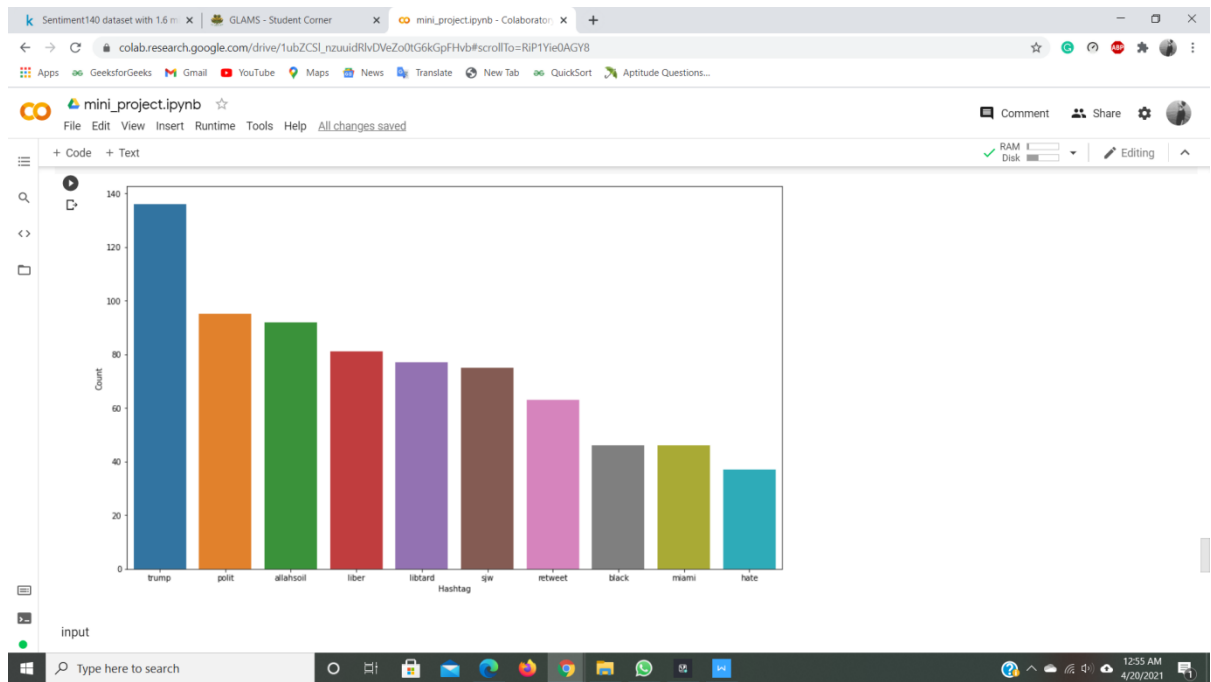 Sentiment140 dataset with 1.6 m
GLAMS - Student Corner
mini_project.ipynb - Colaborator
colab.research.google.com/drive/1ubZCSl_nzuuidRlvDVeZo0tG6kGpFHvb#scrollTo=RiP1Yie0AGY8
Apps GeeksforGeeks Gmail YouTube Maps News Translate New Tab QuickSort Aptitude Questions...
mini_project.ipynb
Comment Share
File Edit View Insert Runtime Tools Help All changes saved
+ Code + Text
RAM
Disk
Editing
140
120
100
80
60
40
20
0
Count
trump polit allahsoil liber libtard sjw retweet black miami hate
Hashtag
input
Type here to search
12:55 AM
4/20/2021